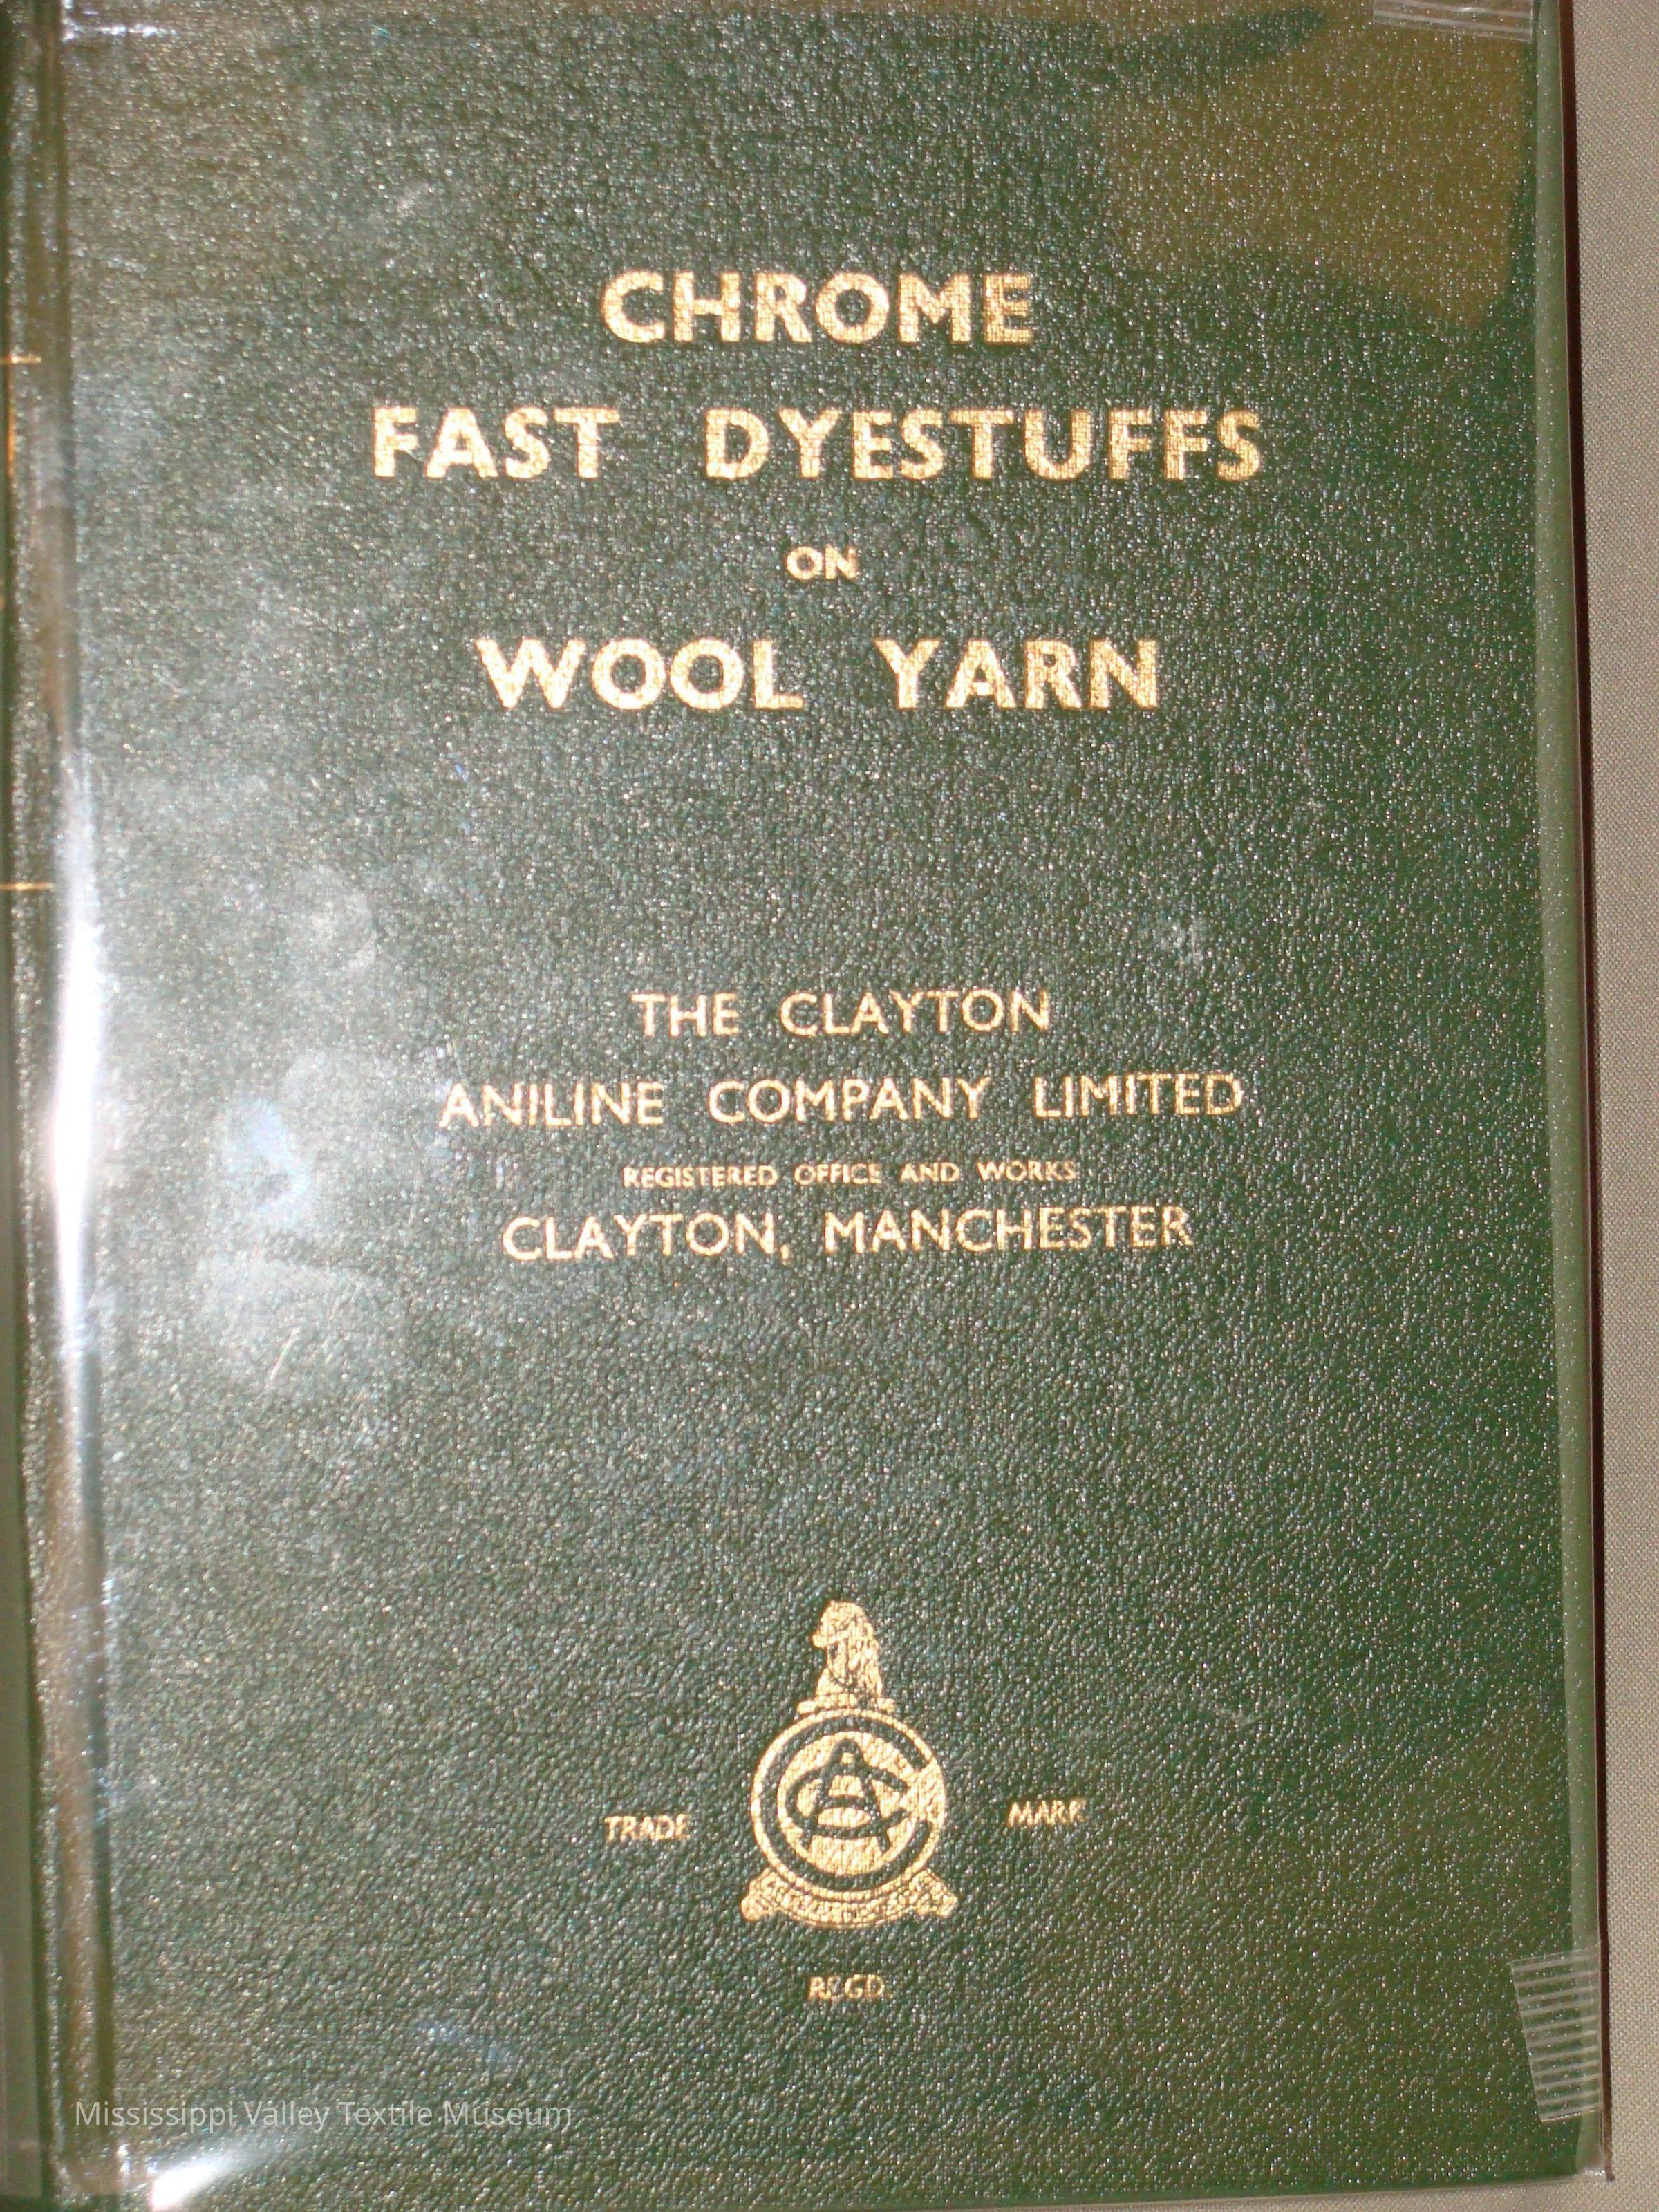 CHROME
FAST DYESTUFFS
ON
WOOL YARN
THE CLAYTON
ANILINE COMPANY LIMITED
REGISTERED OFFICE AND WORKS
CLAYTON, MANCHESTER
CAC
TRADE MARK
REGD.
Mississippi Valley Textile Museum